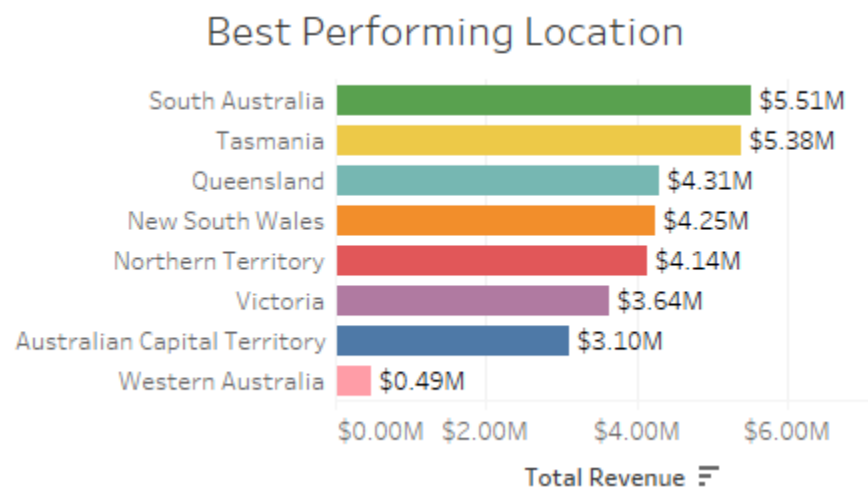 Best Performing Location
South Australia $5.51M
Tasmania $5.38M
Queensland $4.31M
New South Wales $4.25M
Northern Territory $4.14M
Victoria $3.64M
Australian Capital Territory $3.10M
Western Australia $0.49M
$0.00M $2.00M $4.00M $6.00M
Total Revenue